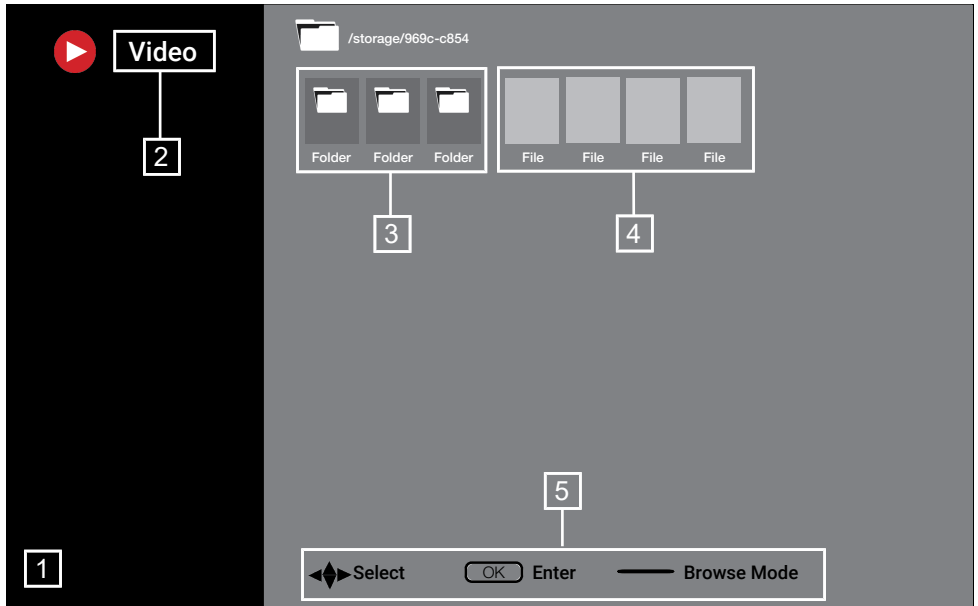 Video
2
/storage/969c-c854
Folder Folder Folder File File File File
3 4
5
1
Select OK Enter Browse Mode